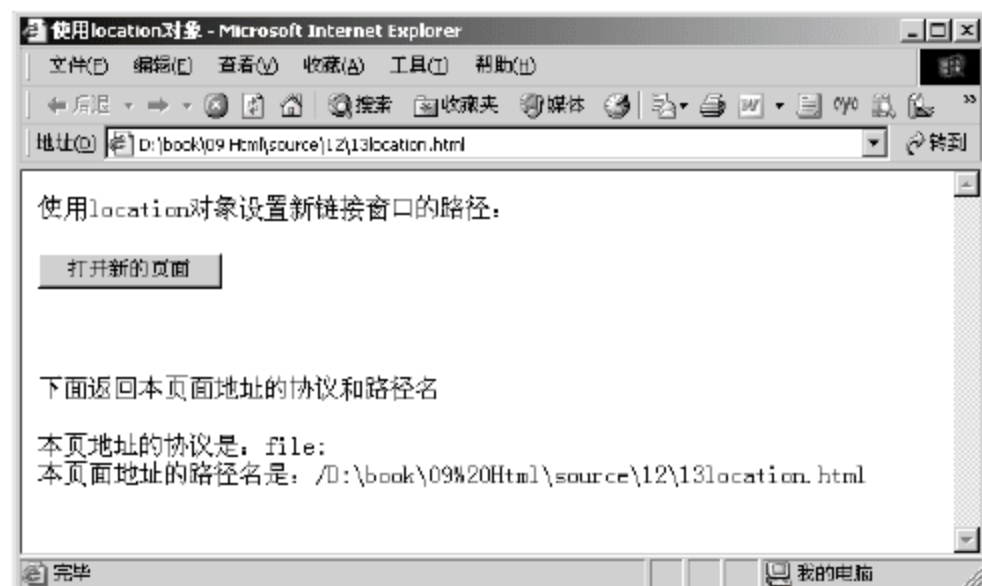 使用location对象 - Microsoft Internet Explorer
文件(F) 编辑(E) 查看(V) 收藏(A) 工具(T) 帮助(H)
后退 搜索 收藏夹 媒体
地址(D) D:\book\09 Html\source\12\13location.html 转到
使用location对象设置新链接窗口的路径：
打开新的页面
下面返回本页面地址的协议和路径名
本页地址的协议是：file:
本页面地址的路径名是：/D:\book\09%20Html\source\12\13location.html
完毕 我的电脑